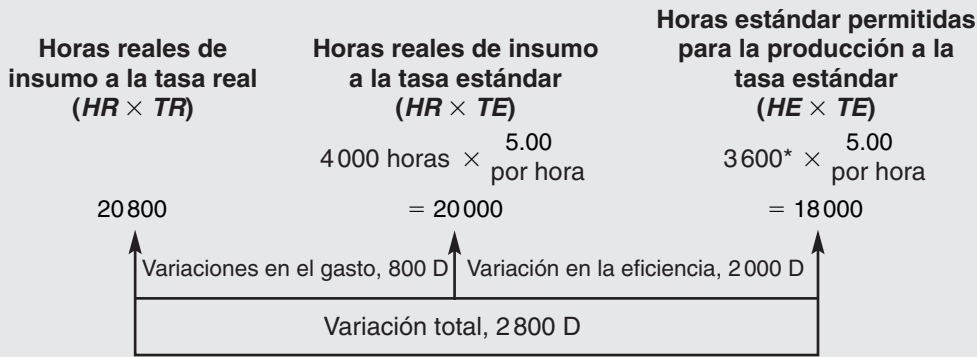 Horas reales de
insumo a la tasa real
(HR × TR)
Horas reales de insumo
a la tasa estándar
(HR × TE)
Horas estándar permitidas
para la producción a la
tasa estándar
(HE × TE)
4 000 horas × 5.00 por hora
3 600* × 5.00 por hora
20 800
= 20 000
= 18 000
Variaciones en el gasto, 800 D
Variación en la eficiencia, 2 000 D
Variación total, 2 800 D